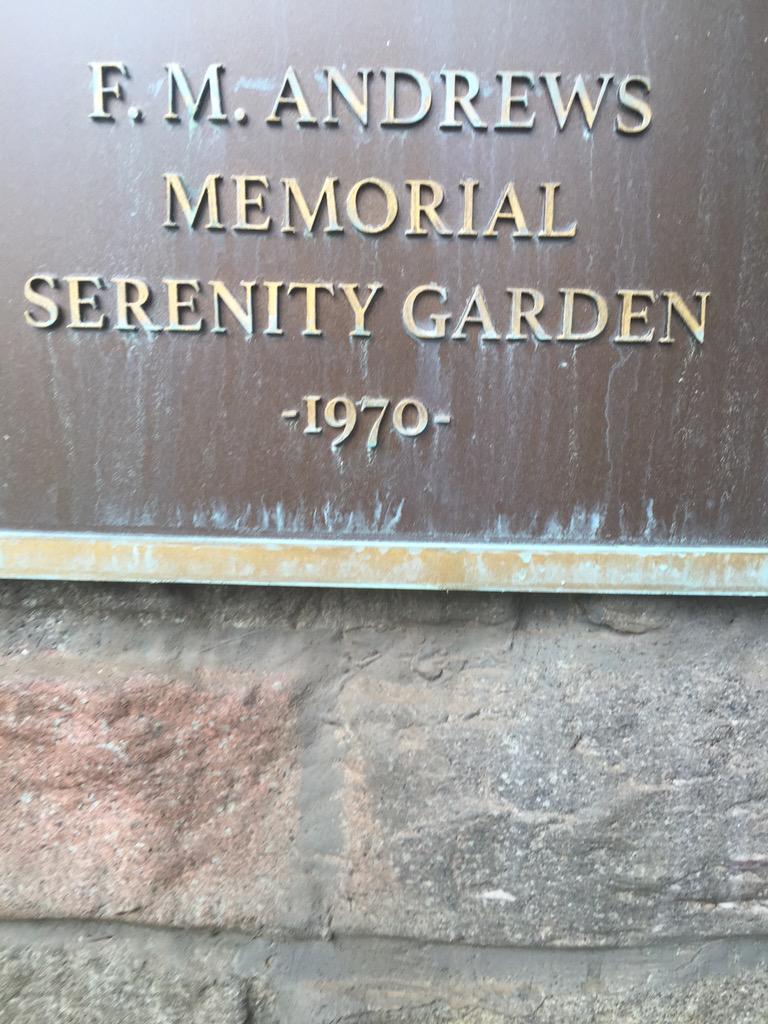 F. M. ANDREWS
MEMORIAL
SERENITY GARDEN
-1970-